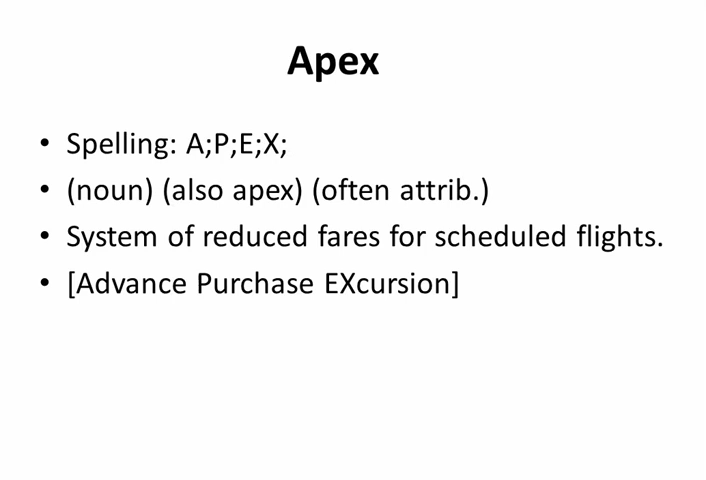 Apex
• Spelling: A;P;E;X;
• (noun) (also apex) (often attrib.)
• System of reduced fares for scheduled flights.
• [Advance Purchase EXcursion]